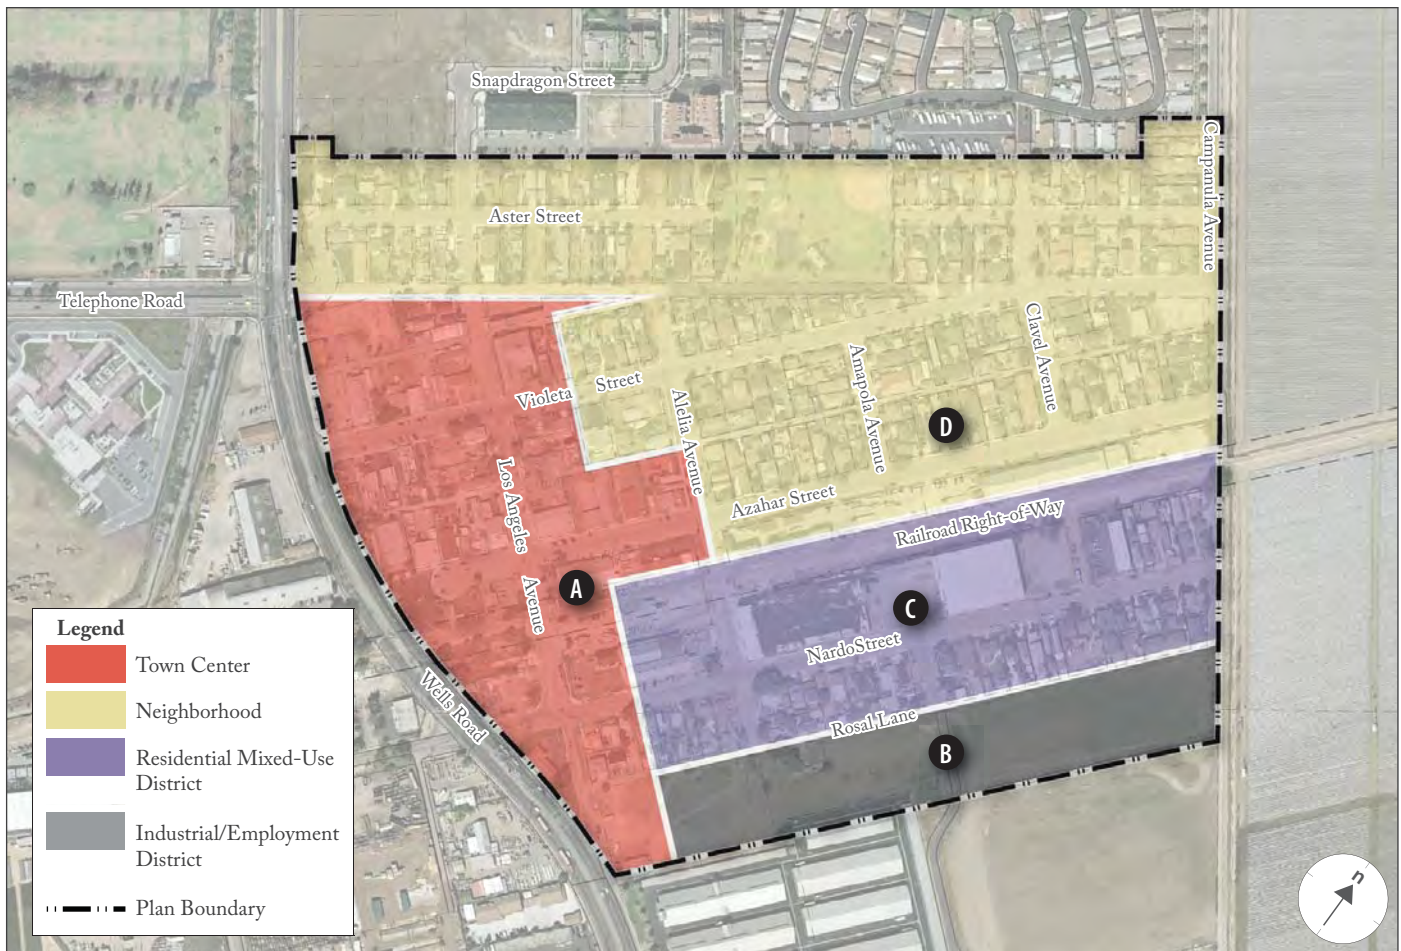 Snapdragon Street
Campanula Avenue
Aster Street
Telephone Road
Clavel Avenue
Amapola Avenue
Violeta Street
Alelia Avenue
D
Los Angeles Avenue
Azahar Street
Railroad Right-of-Way
A
C
NardoStreet
Wells Road
Rosal Lane
B
Legend
Town Center
Neighborhood
Residential Mixed-Use
District
Industrial/Employment
District
Plan Boundary
n